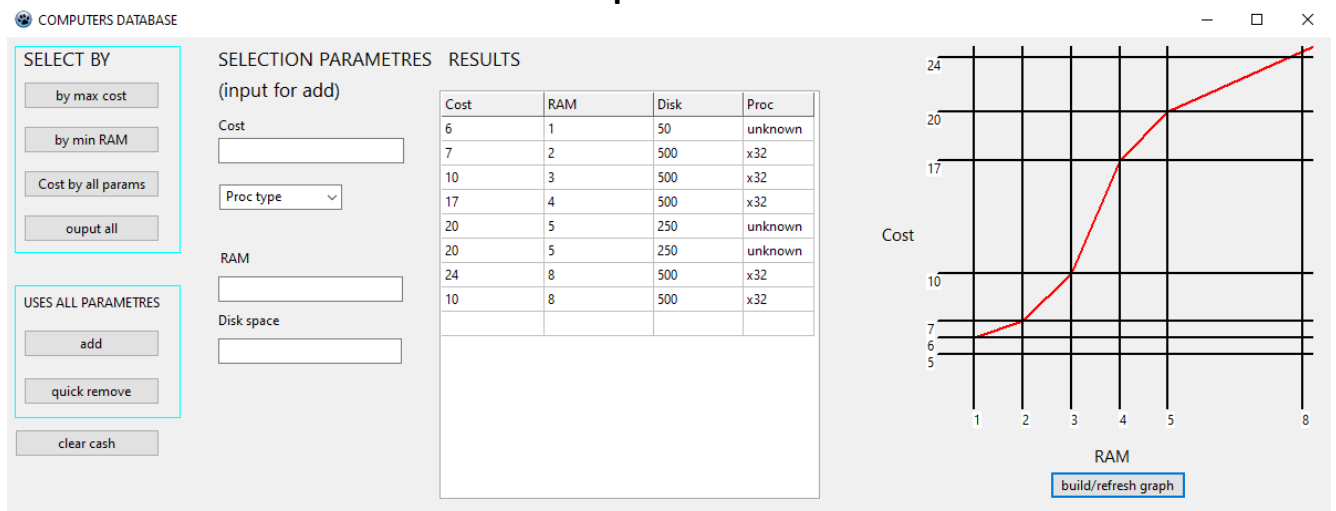 COMPUTERS DATABASE
SELECT BY
by max cost
by min RAM
Cost by all params
ouput all
USES ALL PARAMETRES
add
quick remove
clear cash
SELECTION PARAMETRES
(input for add)
Cost
Proc type
RAM
Disk space
RESULTS
Cost RAM Disk Proc
6 1 50 unknown
7 2 500 x32
10 3 500 x32
17 4 500 x32
20 5 250 unknown
20 5 250 unknown
24 8 500 x32
10 8 500 x32
24
20
17
Cost
10
7
6
5
1 2 3 4 5 8
RAM
build/refresh graph